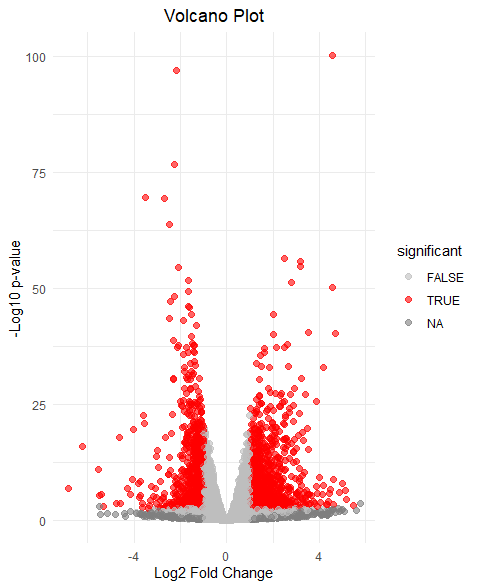 Volcano Plot
-Log10 p-value
100
75
50
25
0
-4
0
4
Log2 Fold Change
significant
FALSE
TRUE
NA